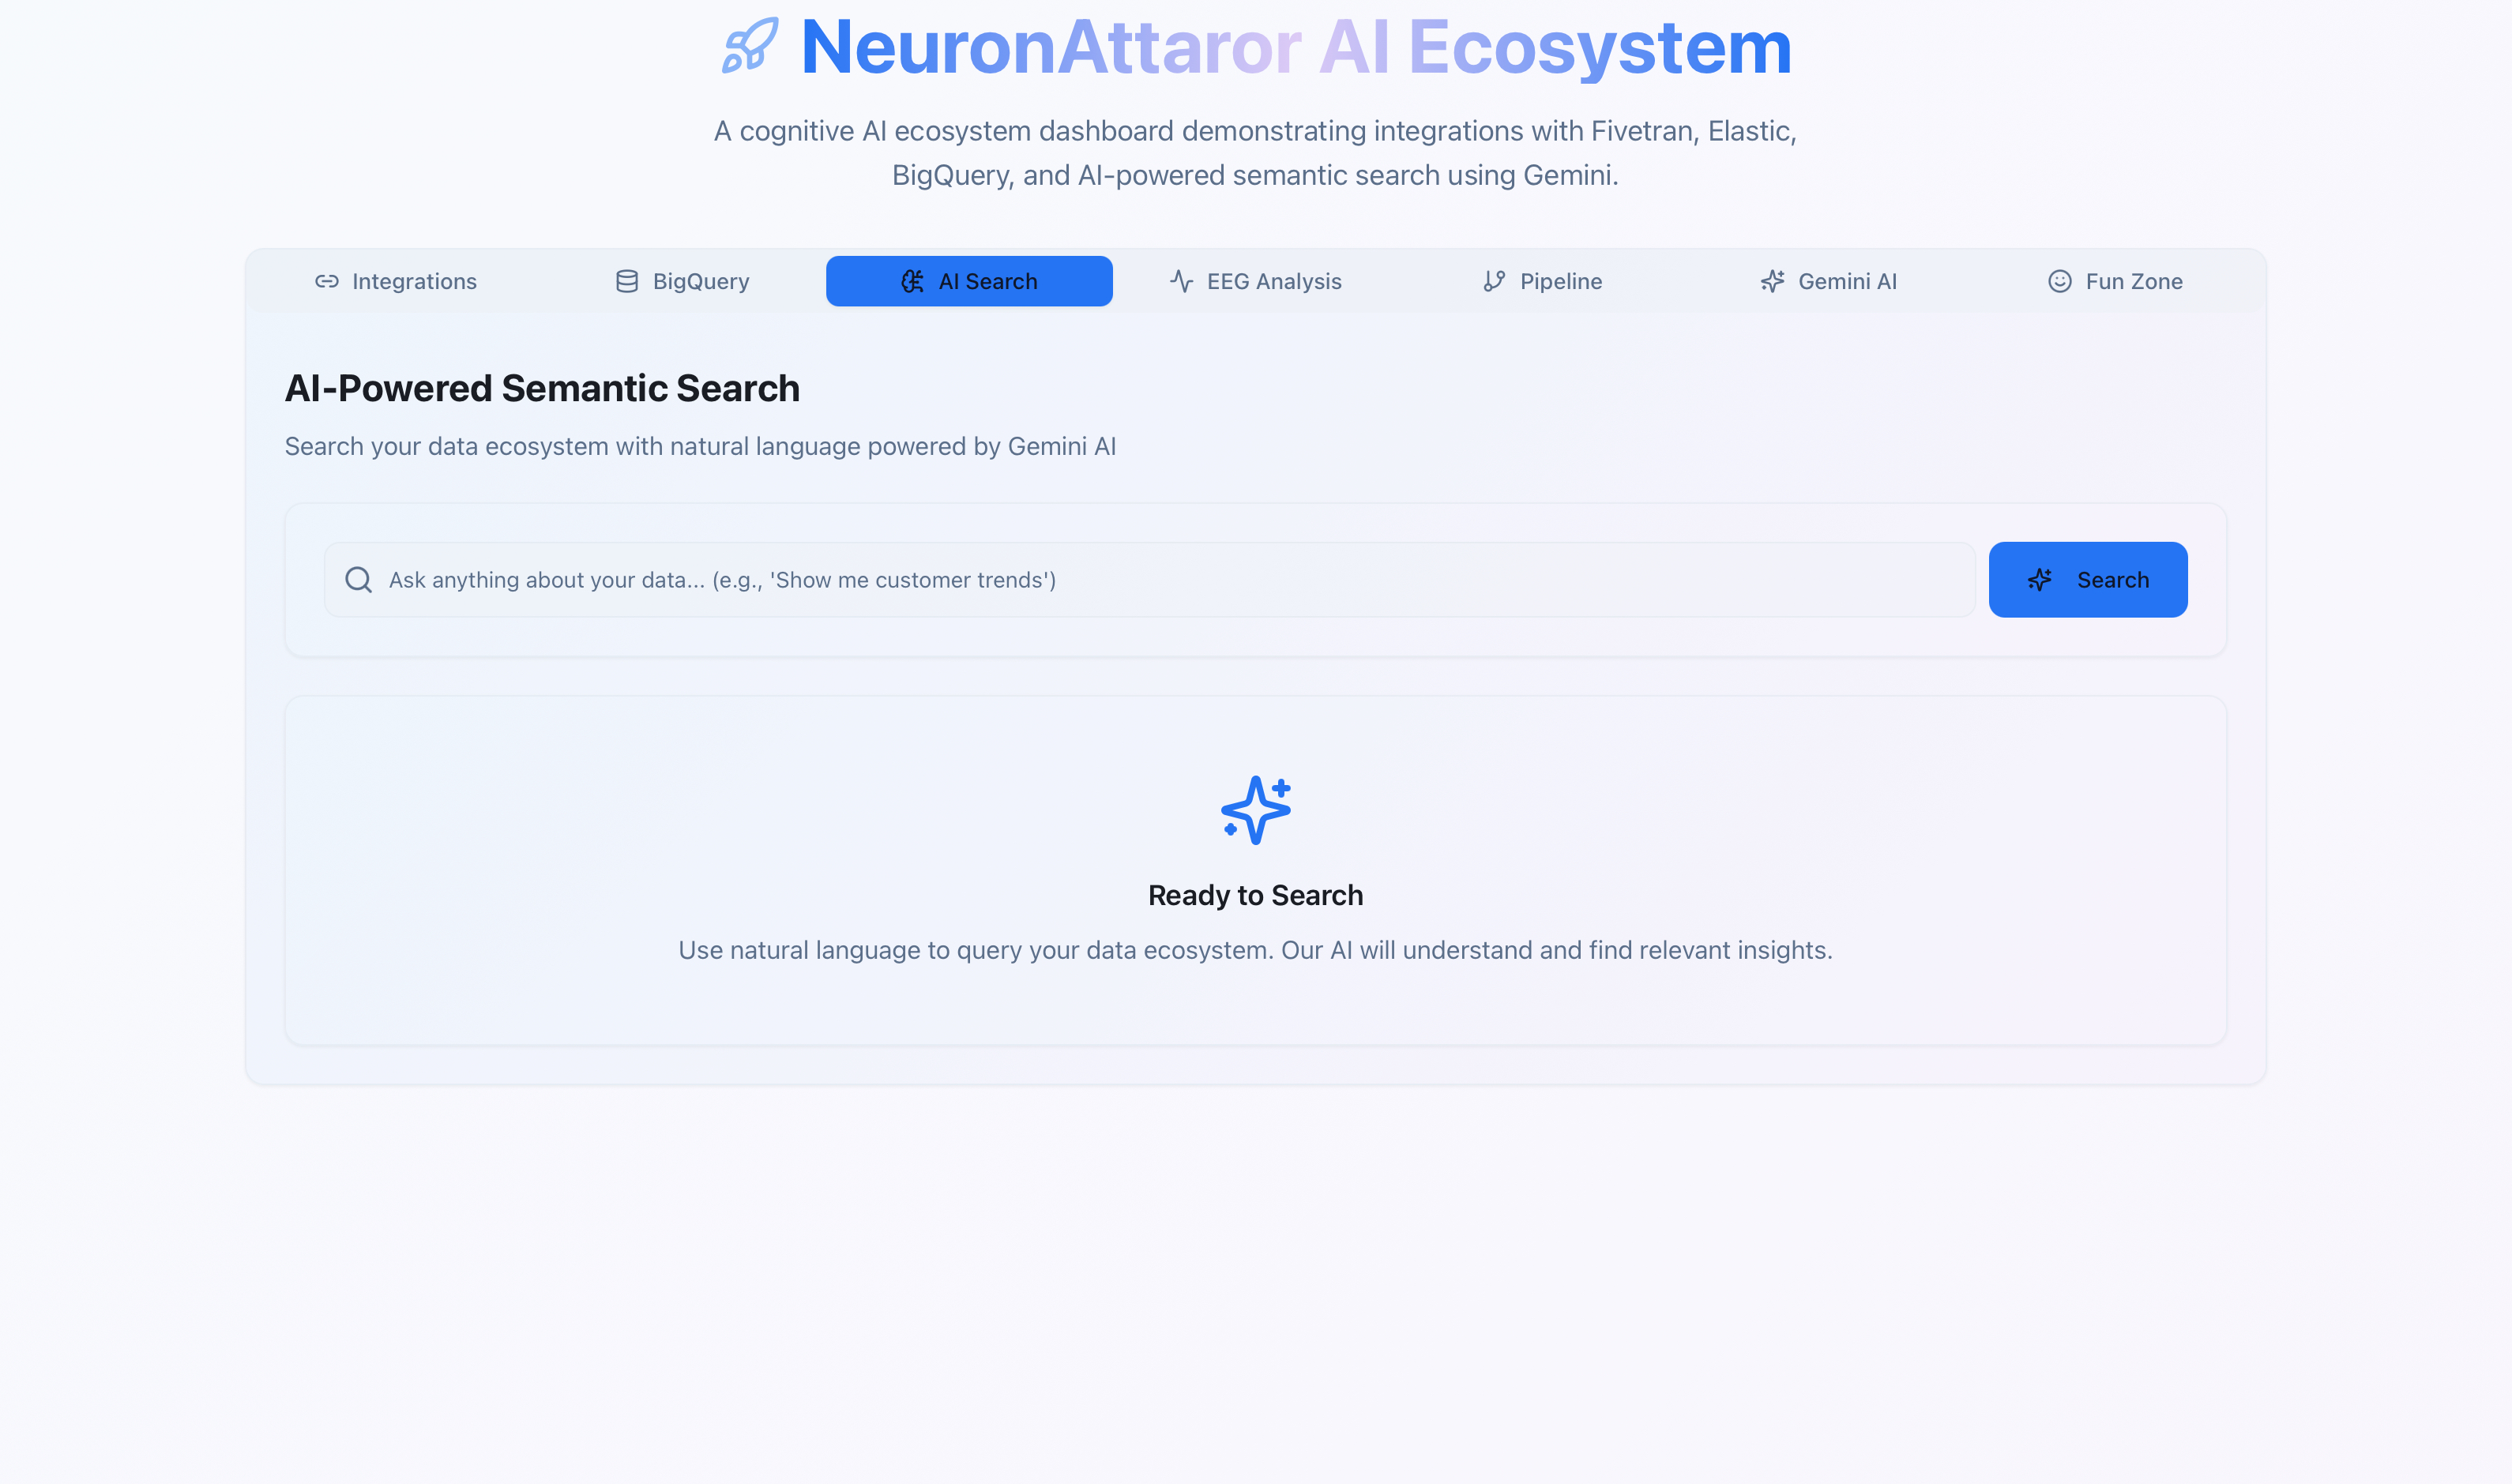 NeuronAttaror AI Ecosystem
A cognitive AI ecosystem dashboard demonstrating integrations with Fivetran, Elastic,
BigQuery, and AI-powered semantic search using Gemini.
Integrations
BigQuery
AI Search
EEG Analysis
Pipeline
Gemini AI
Fun Zone
AI-Powered Semantic Search
Search your data ecosystem with natural language powered by Gemini AI
Ask anything about your data... (e.g., 'Show me customer trends')
Search
Ready to Search
Use natural language to query your data ecosystem. Our AI will understand and find relevant insights.